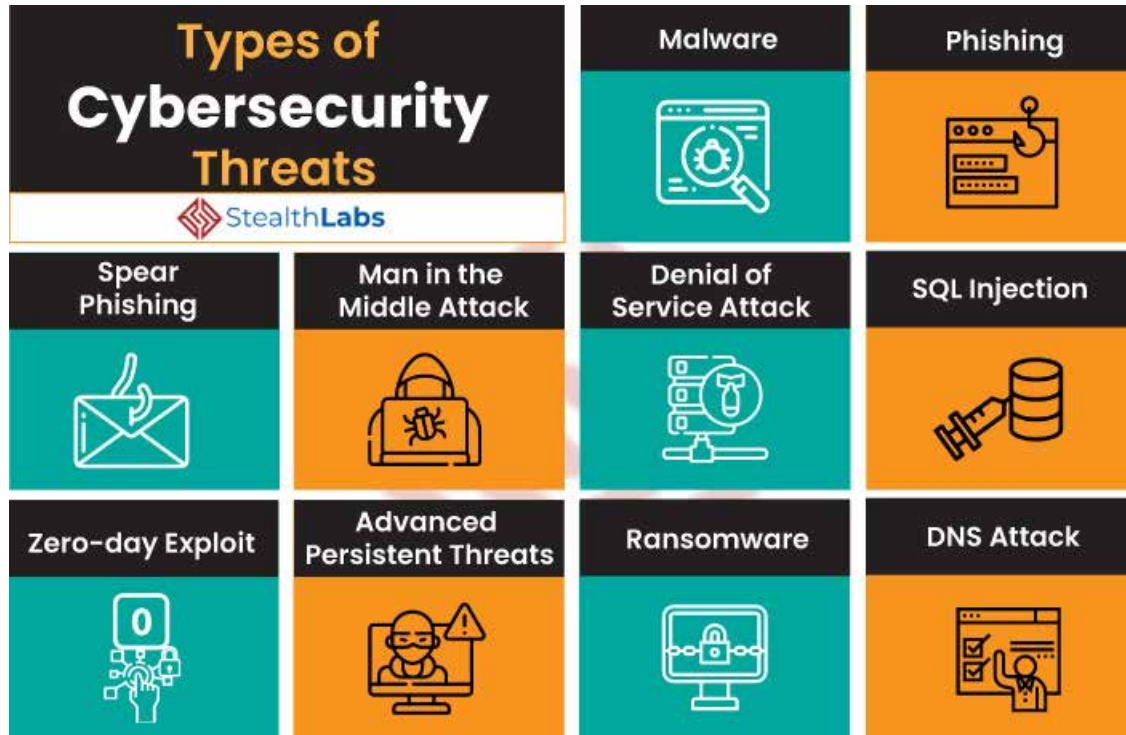 Types of
Cybersecurity
Threats
StealthLabs
Malware
Phishing
Spear
Phishing
Man in the
Middle Attack
Denial of
Service Attack
SQL Injection
Zero-day Exploit
0
Advanced
Persistent Threats
Ransomware
DNS Attack